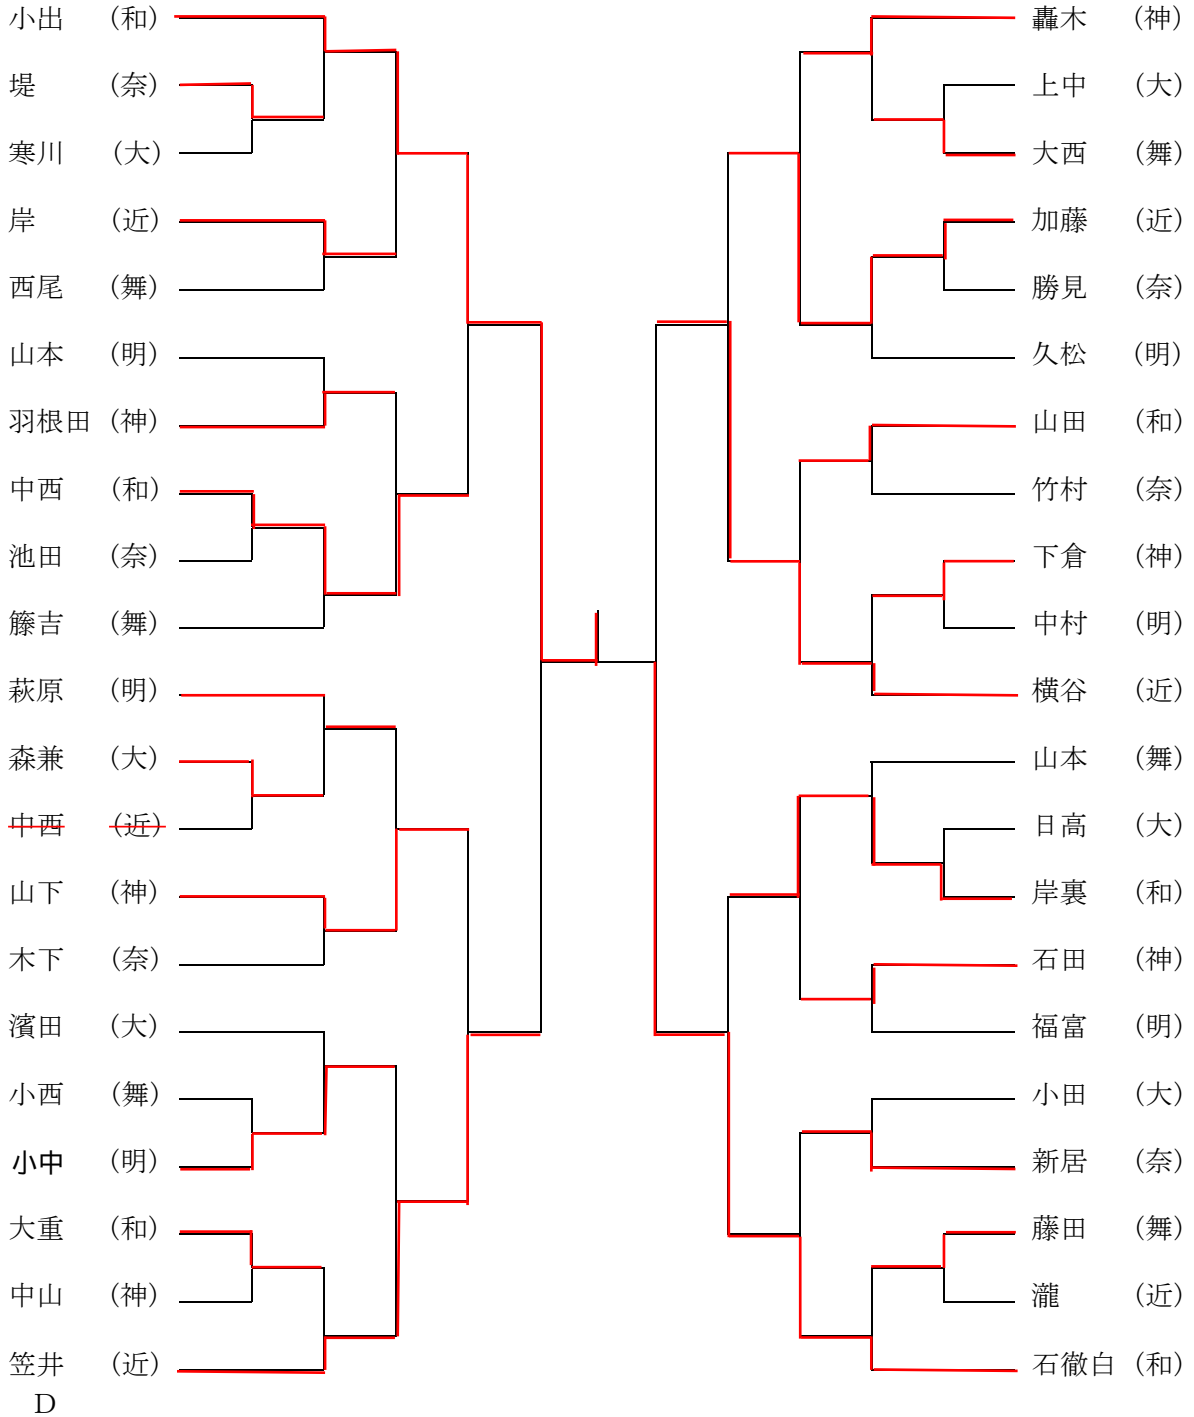 小出 (和)
堤 (奈)
寒川 (大)
岸 (近)
西尾 (舞)
山本 (明)
羽根田 (神)
中西 (和)
池田 (奈)
籐吉 (舞)
萩原 (明)
森兼 (大)
中西 (近)
山下 (神)
木下 (奈)
濱田 (大)
小西 (舞)
小中 (明)
大重 (和)
中山 (神)
笠井 (近)
D
轟木 (神)
上中 (大)
大西 (舞)
加藤 (近)
勝見 (奈)
久松 (明)
山田 (和)
竹村 (奈)
下倉 (神)
中村 (明)
横谷 (近)
山本 (舞)
日高 (大)
岸裏 (和)
石田 (神)
福富 (明)
小田 (大)
新居 (奈)
藤田 (舞)
瀧 (近)
石徹白 (和)